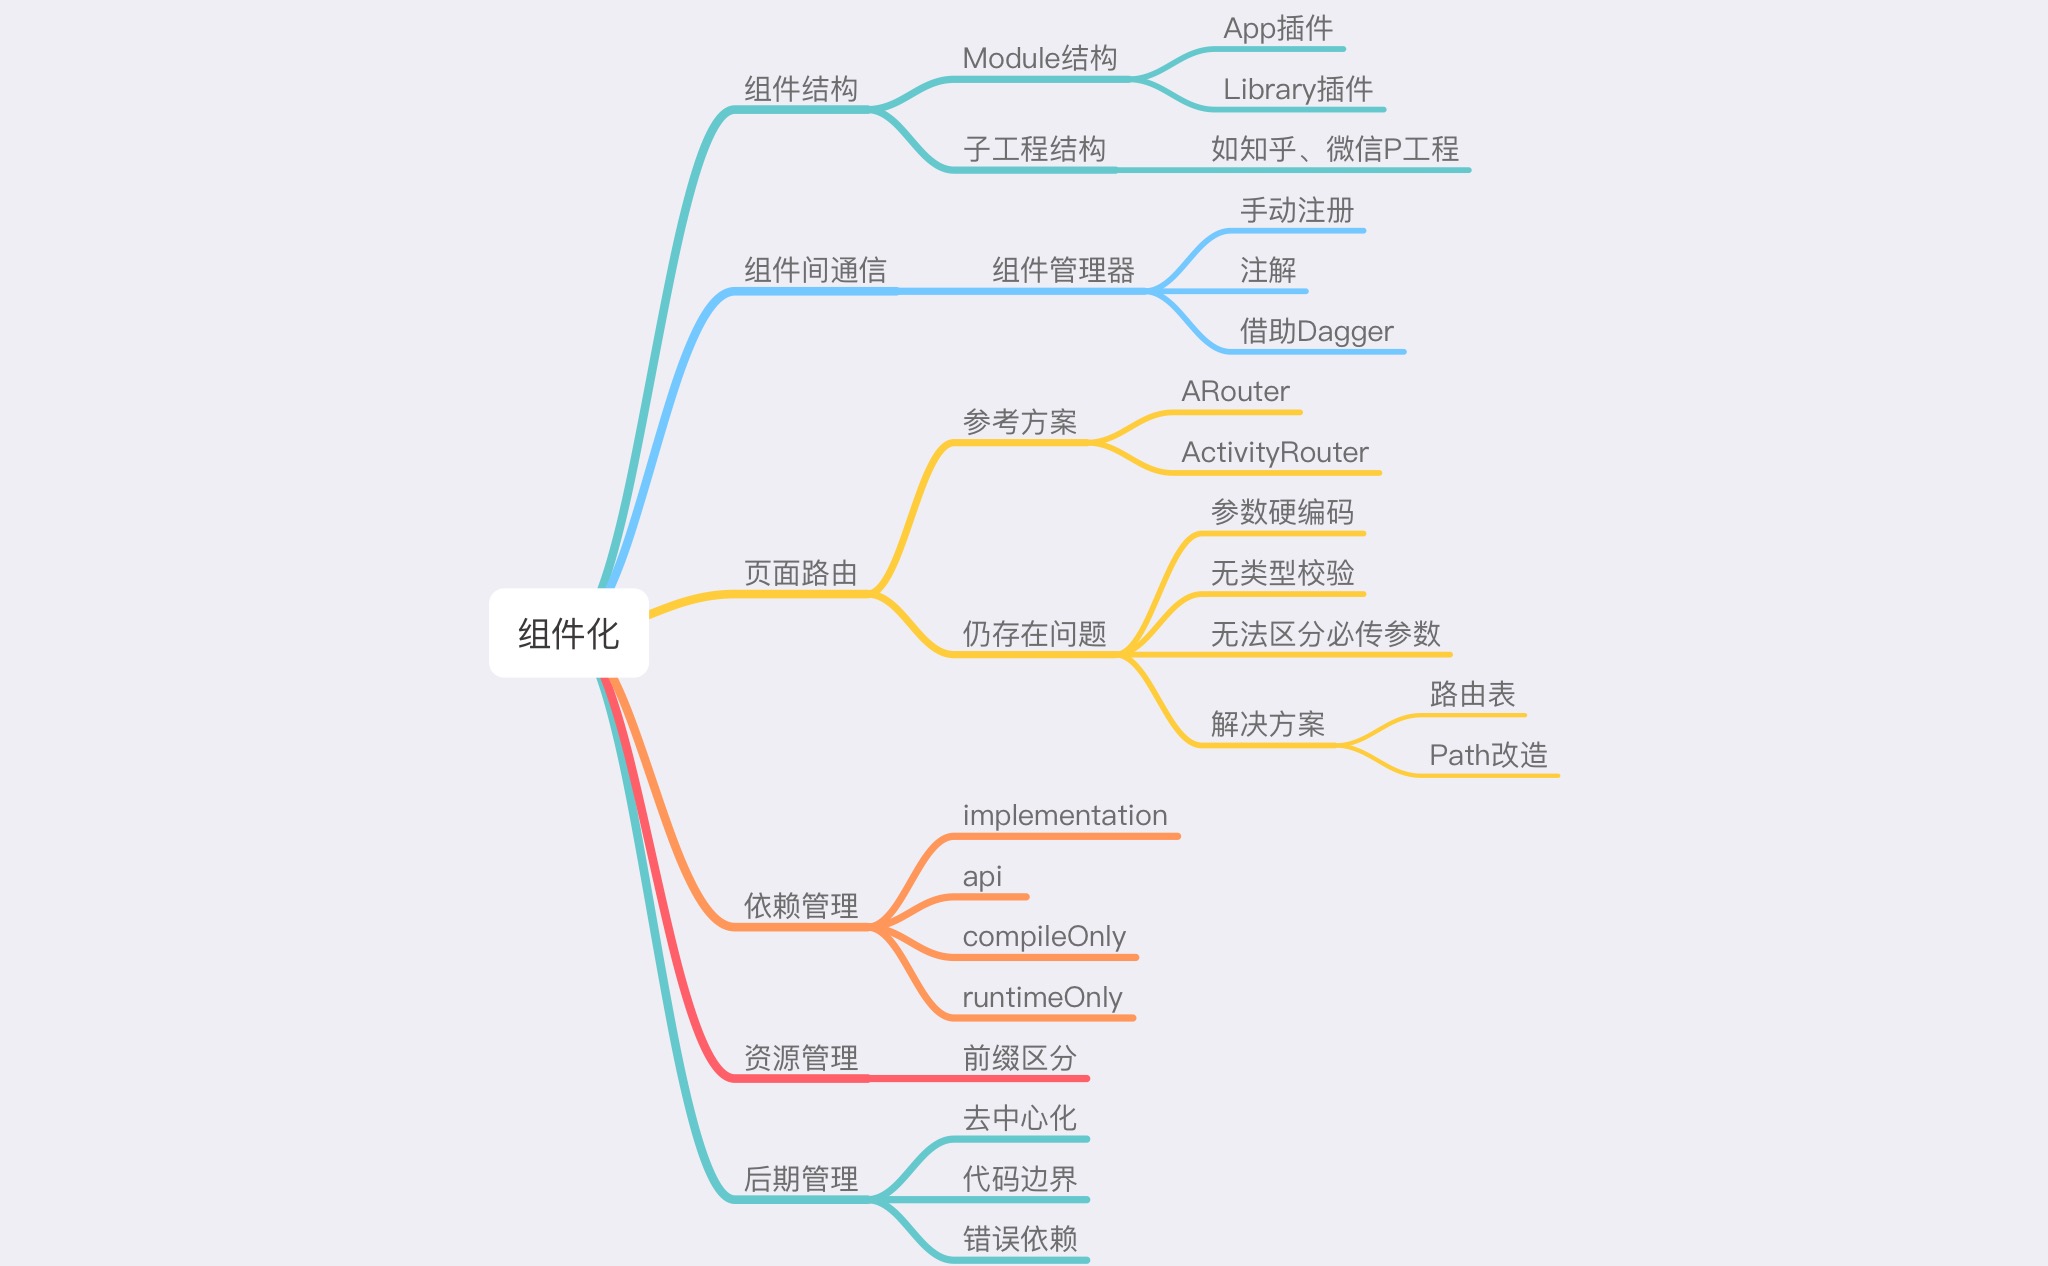 组件化
组件结构
Module结构
App插件
Library插件
子工程结构
如知乎、微信P工程
组件间通信
组件管理器
手动注册
注解
借助Dagger
页面路由
参考方案
ARouter
ActivityRouter
仍存在问题
参数硬编码
无类型校验
无法区分必传参数
解决方案
路由表
Path改造
依赖管理
implementation
api
compileOnly
runtimeOnly
资源管理
前缀区分
后期管理
去中心化
代码边界
错误依赖